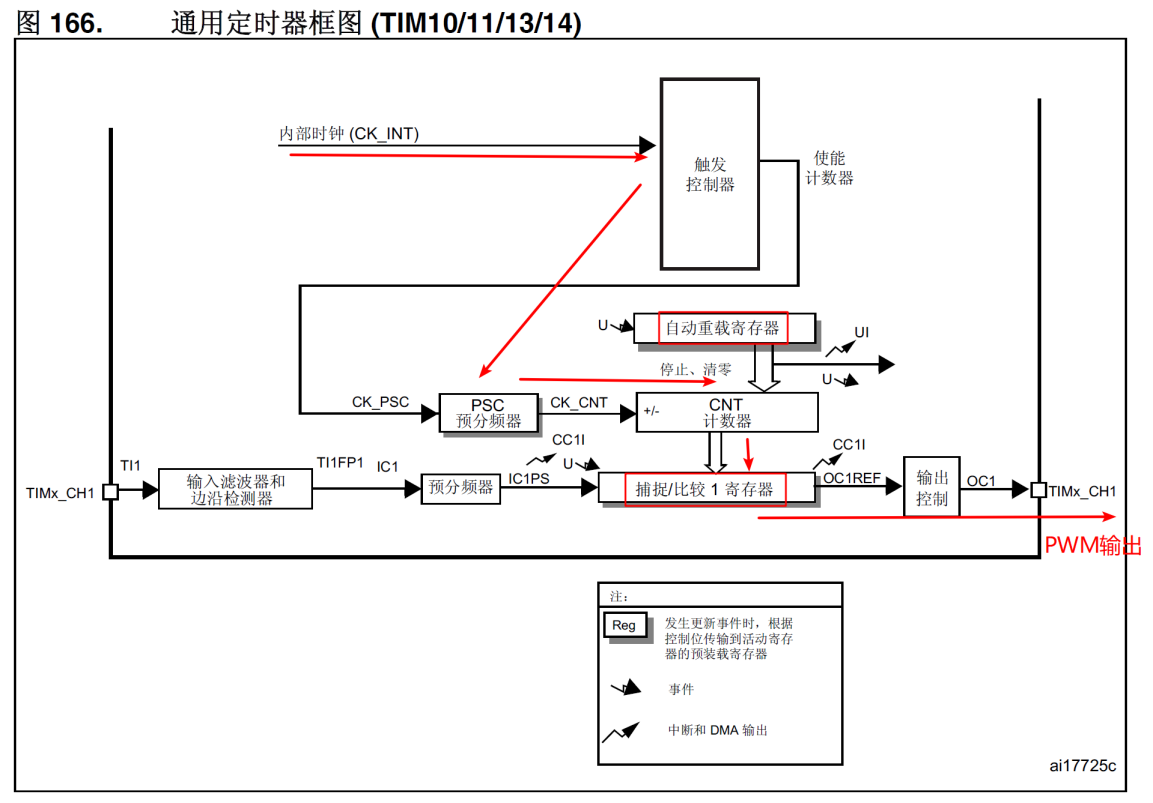 图 166. 通用定时器框图 (TIM10/11/13/14)
内部时钟 (CK_INT)
触发
控制器
使能
计数器
U
自动重载寄存器
UI
停止、清零
U
CK_PSC
PSC
预分频器
CK_CNT
+/-
CNT
计数器
CC1I
CC1I
TI1
TI1FP1
IC1
U
TIMx_CH1
输入滤波器和
边沿检测器
预分频器
IC1PS
捕捉/比较 1 寄存器
OC1REF
输出
控制
OC1
TIMx_CH1
PWM输出
注：
Reg
发生更新事件时，根据
控制位传输到活动寄存
器的预装载寄存器
事件
中断和 DMA 输出
ai17725c